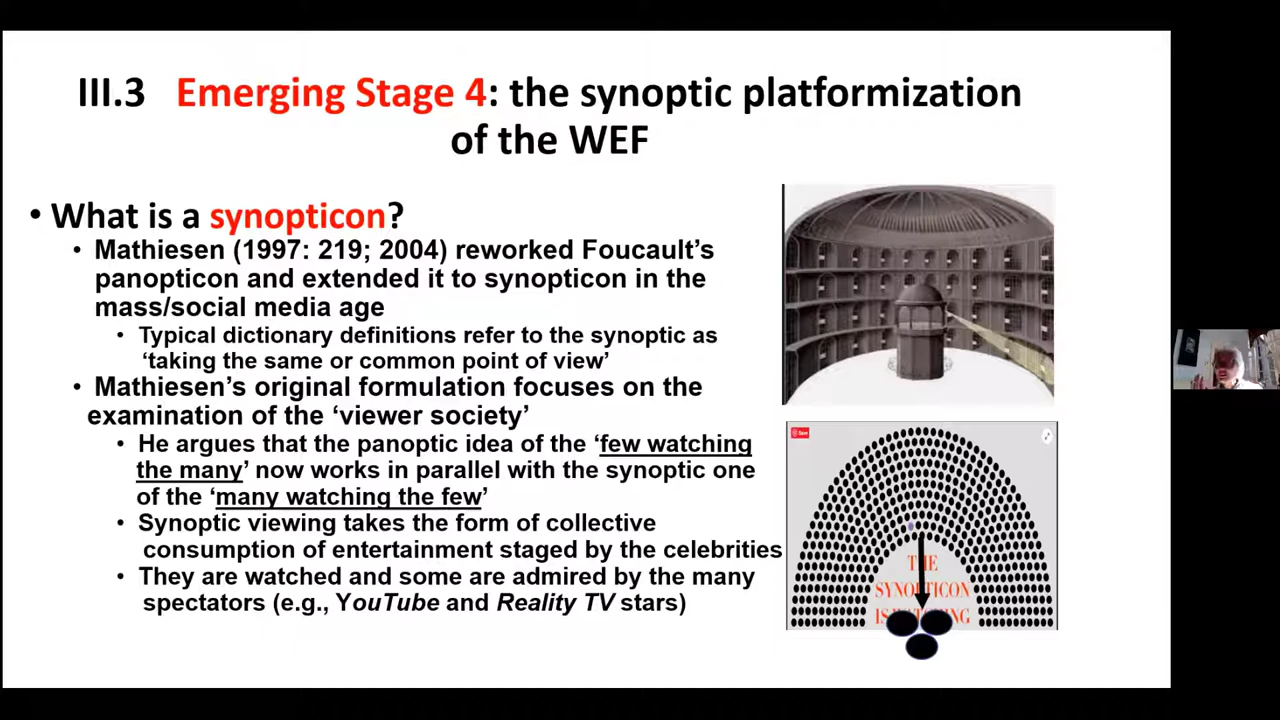 III.3 Emerging Stage 4: the synoptic platformization
of the WEF
• What is a synopticon?
• Mathiesen (1997: 219; 2004) reworked Foucault's
panopticon and extended it to synopticon in the
mass/social media age
• Typical dictionary definitions refer to the synoptic as
‘taking the same or common point of view’
• Mathiesen's original formulation focuses on the
examination of the ‘viewer society’
• He argues that the panoptic idea of the ‘few watching
the many’ now works in parallel with the synoptic one
of the ‘many watching the few’
• Synoptic viewing takes the form of collective
consumption of entertainment staged by the celebrities
• They are watched and some are admired by the many
spectators (e.g., YouTube and Reality TV stars)
Save
THE
SYNOPTICON
IS WATCHING